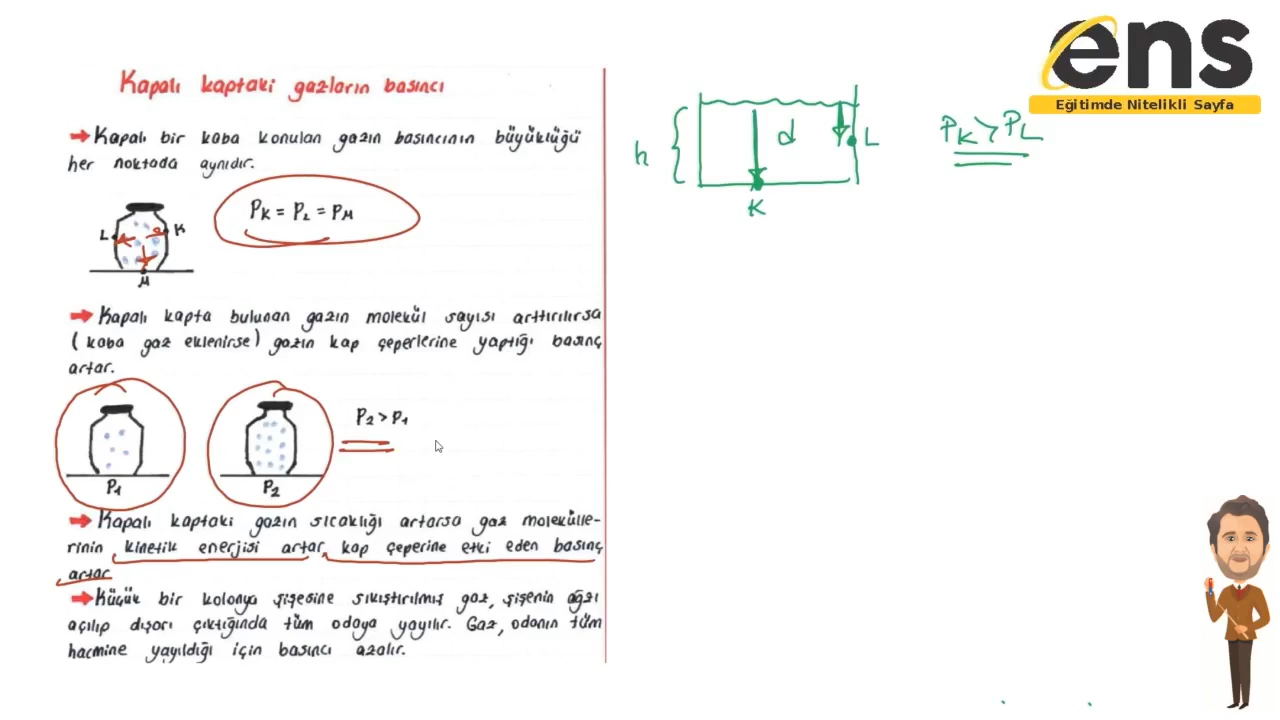 Kapalı kaptaki gazların basıncı
➡Kapalı bir kaba konulan gazın basıncının büyüklüğü
her noktada aynıdır.
PK = PL = PM
L
K
M
➡Kapalı kapta bulunan gazın molekül sayısı arttırılırsa
(kaba gaz eklenirse) gazın kap çeperlerine yaptığı basınç
artar.
P2 > P1
P1
P2
➡Kapalı kaptaki gazın sıcaklığı artarsa gaz molekülle-
rinin kinetik enerjisi artar, kap çeperine etki eden basınç
artar
➡Küçük bir kolonya şişesine sıkıştırılmış gaz, şişenin ağzı
açılıp dışarı çıktığında tüm odaya yayılır. Gaz, odanın tüm
hacmine yayıldığı için basıncı azalır.
h
d
L
K
PK > PL
ens
Eğitimde Nitelikli Sayfa